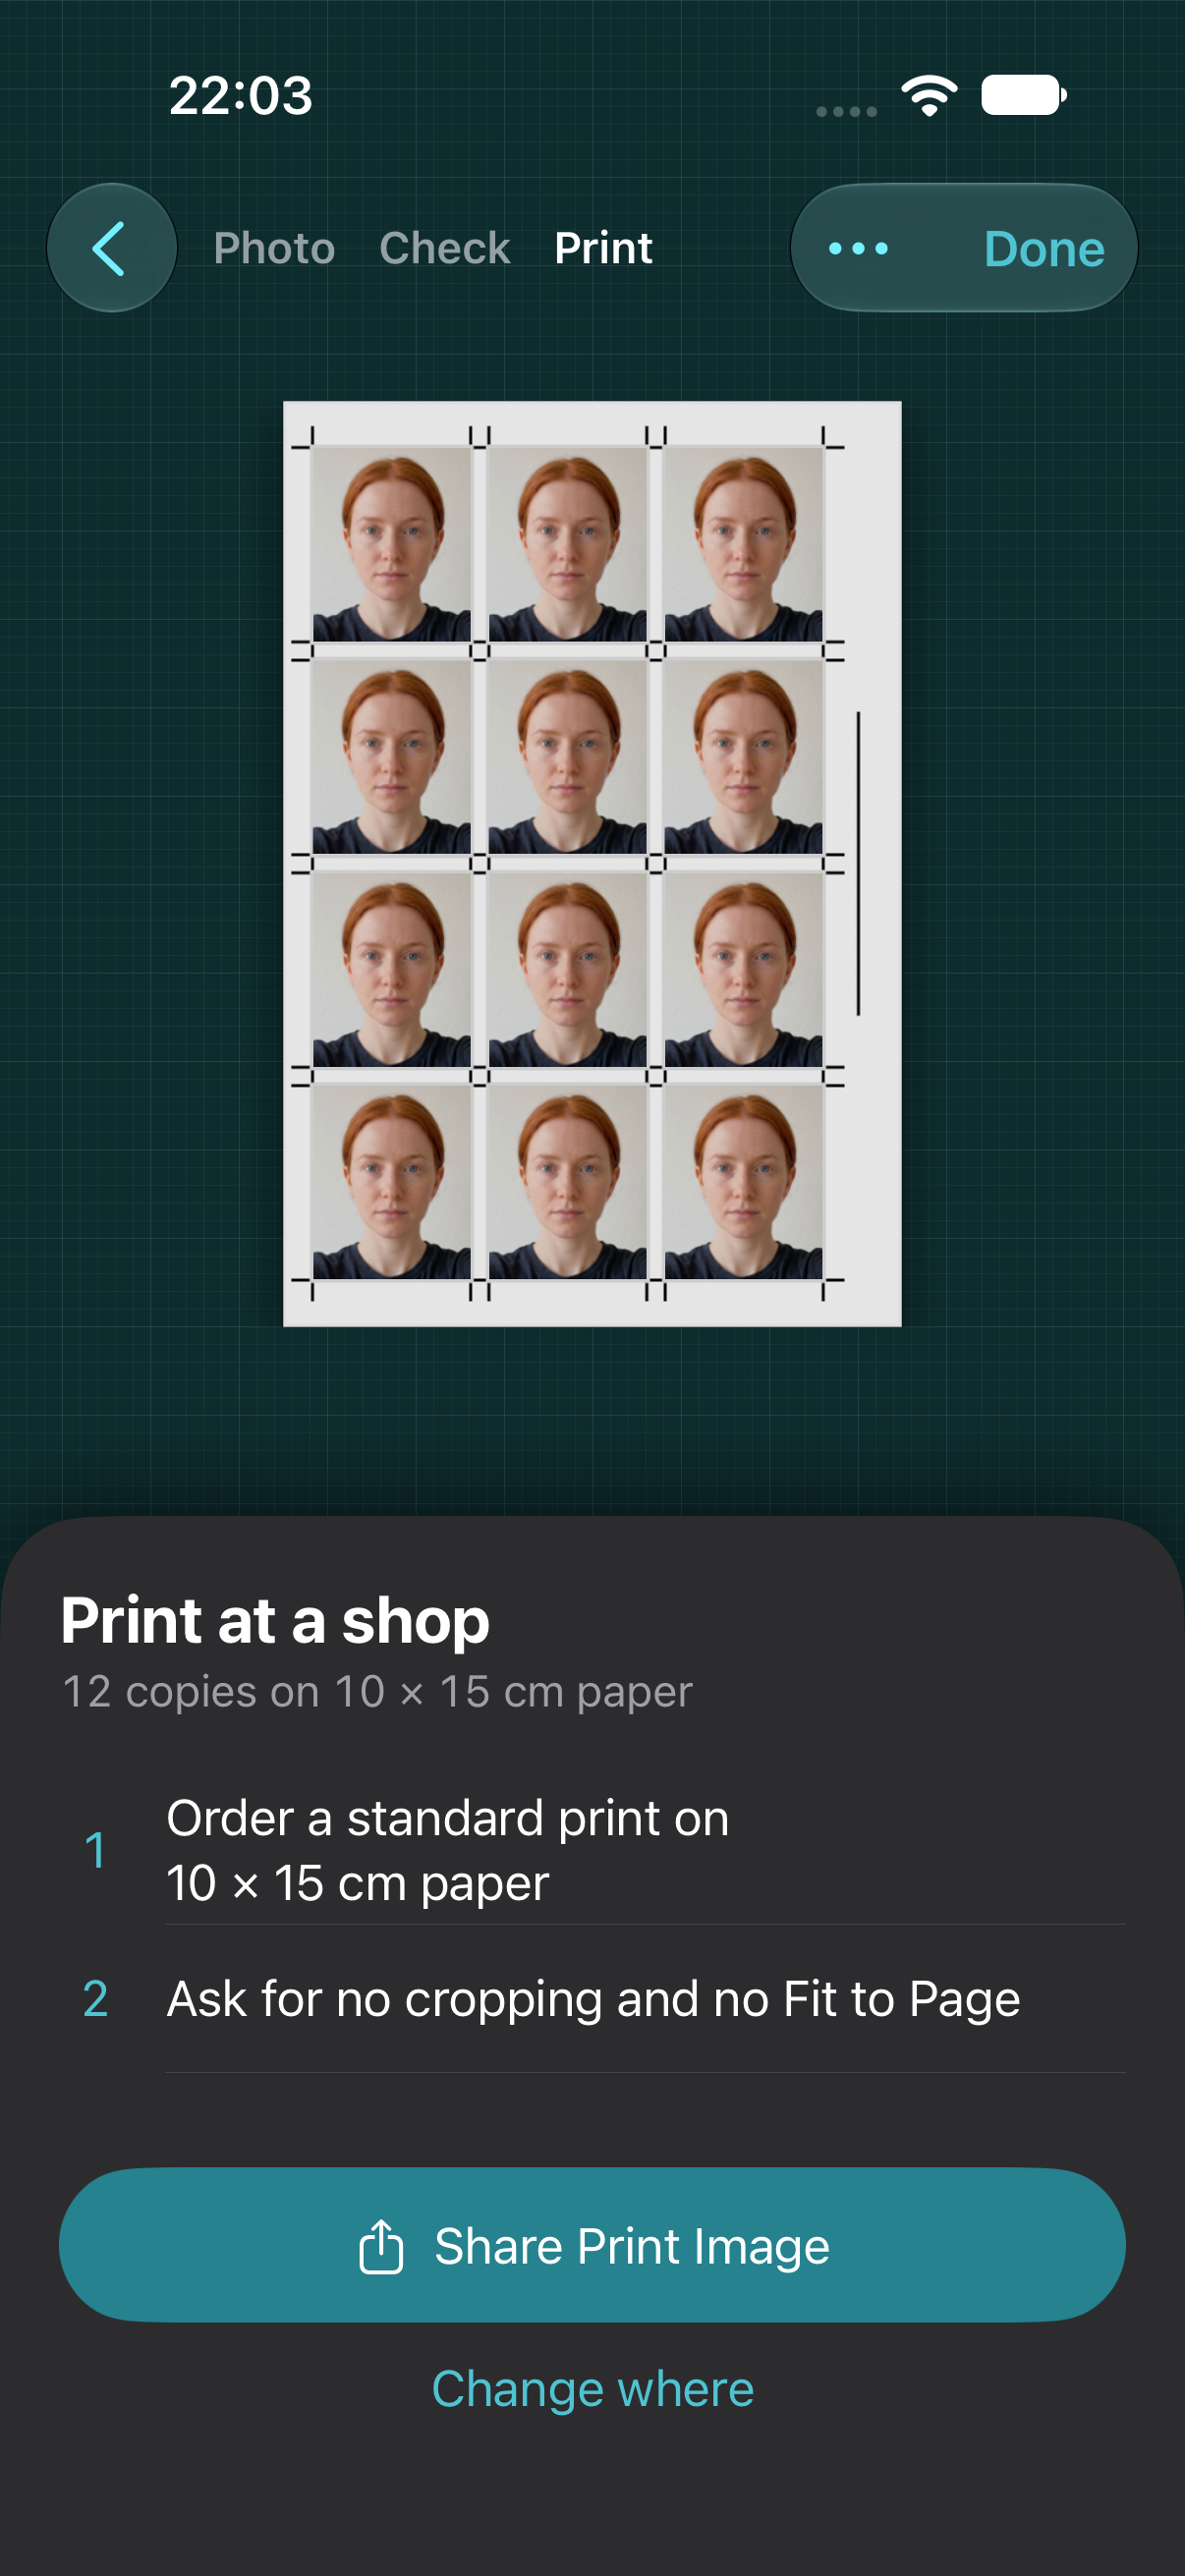 22:03
Photo Check Print
Done
Print at a shop
12 copies on 10 × 15 cm paper
1
Order a standard print on
10 × 15 cm paper
2
Ask for no cropping and no Fit to Page
Share Print Image
Change where